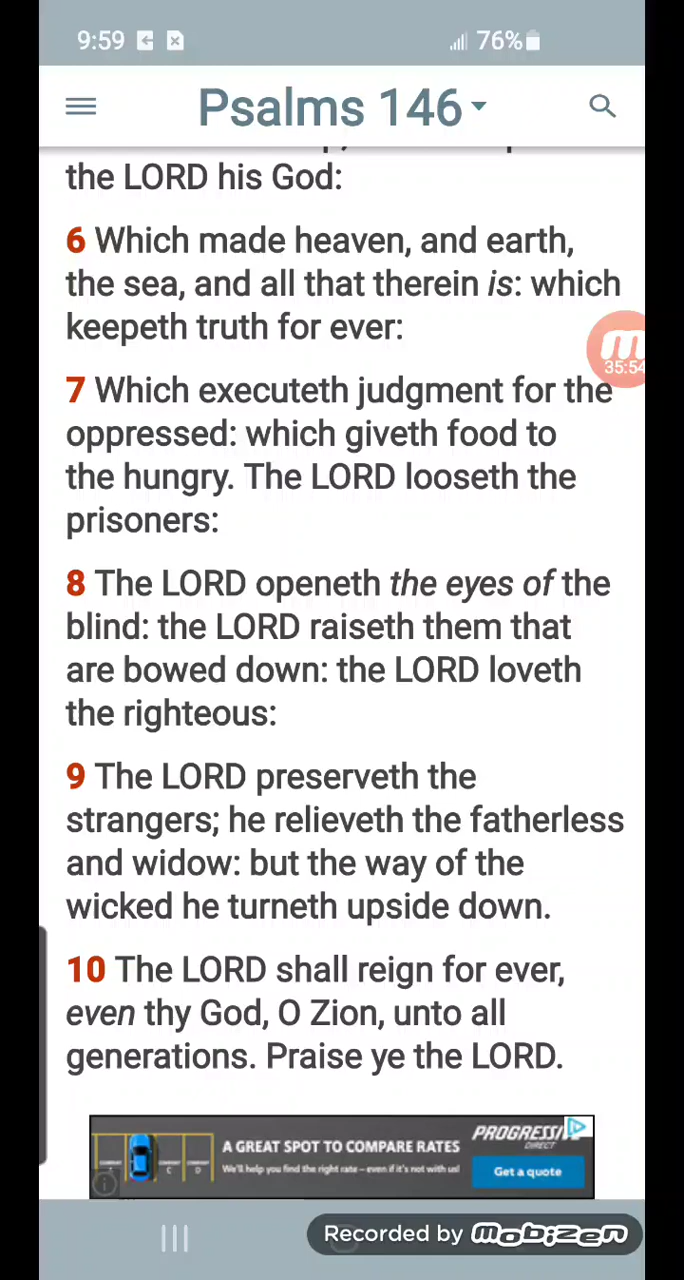 9:59 76%
Psalms 146
the LORD his God:
6 Which made heaven, and earth,
the sea, and all that therein is: which
keepeth truth for ever:
35:54
7 Which executeth judgment for the
oppressed: which giveth food to
the hungry. The LORD looseth the
prisoners:
8 The LORD openeth the eyes of the
blind: the LORD raiseth them that
are bowed down: the LORD loveth
the righteous:
9 The LORD preserveth the
strangers; he relieveth the fatherless
and widow: but the way of the
wicked he turneth upside down.
10 The LORD shall reign for ever,
even thy God, O Zion, unto all
generations. Praise ye the LORD.
A GREAT SPOT TO COMPARE RATES
We'll help you find the right rate – even if it's not with us!
DIRECT
Get a quote
Recorded by mobizen